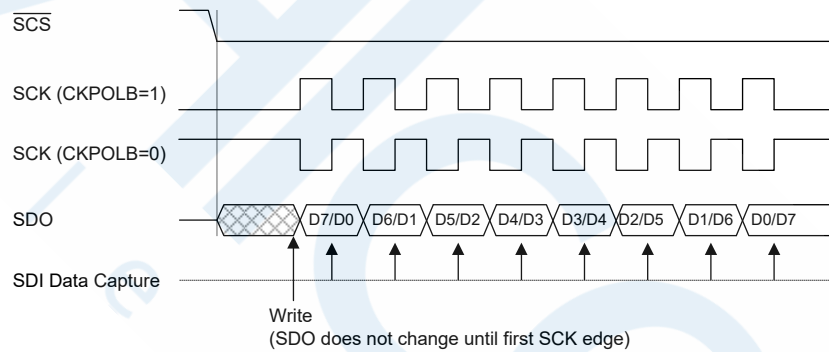 SCS
SCK (CKPOLB=1)
SCK (CKPOLB=0)
SDO D7/D0 D6/D1 D5/D2 D4/D3 D3/D4 D2/D5 D1/D6 D0/D7
SDI Data Capture
Write
(SDO does not change until first SCK edge)